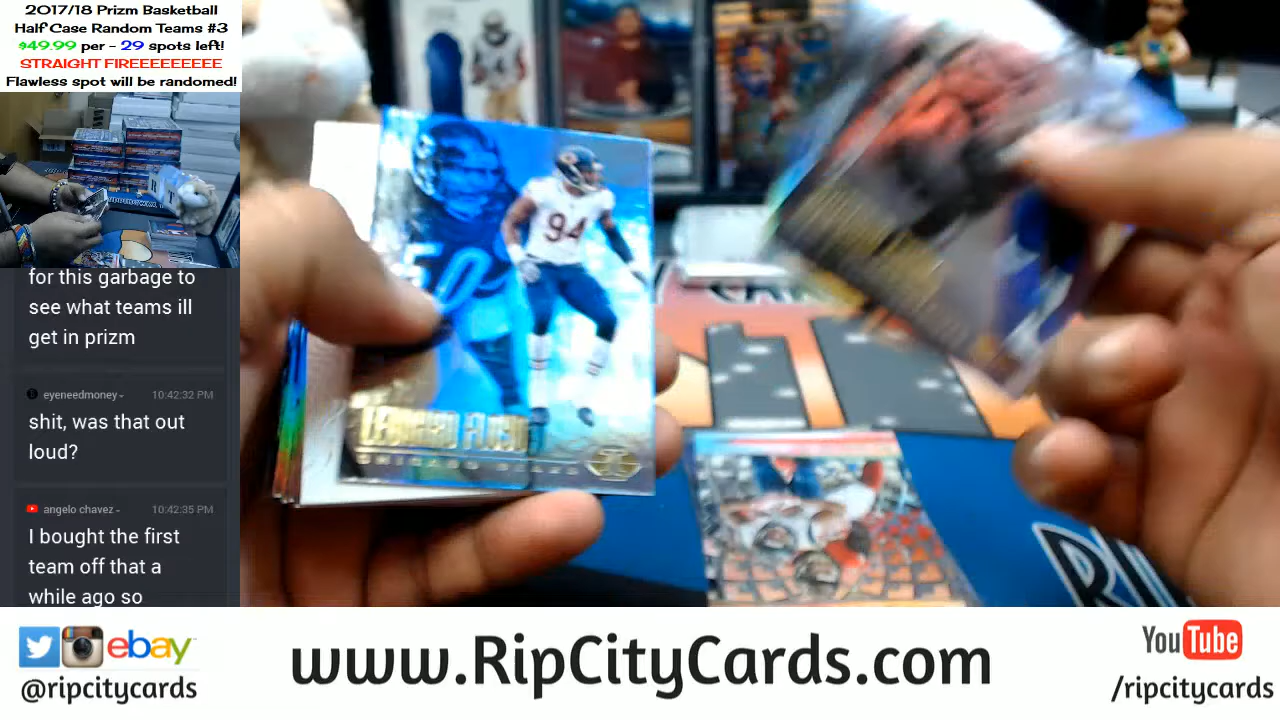 2017/18 Prizm Basketball
Half Case Random Teams #3
$49.99 per - 29 spots left!
STRAIGHT FIREEEEEEEEE
Flawless spot will be randomed!
for this garbage to
see what teams ill
get in prizm
eyeneedmoney- 10:42:32 PM
shit, was that out
loud?
angelo chavez - 10:42:35 PM
I bought the first
team off that a
while ago so
94
50
LEONARD FLOYD
CHICAGO BEARS
ebay
@ripcitycards
www.RipCityCards.com
YouTube
/ripcitycards